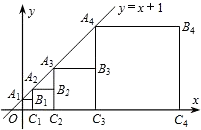 y
A₄
y = x + 1
B₄
A₃
B₃
A₂
B₂
A₁
B₁
x
O
C₁
C₂
C₃
C₄